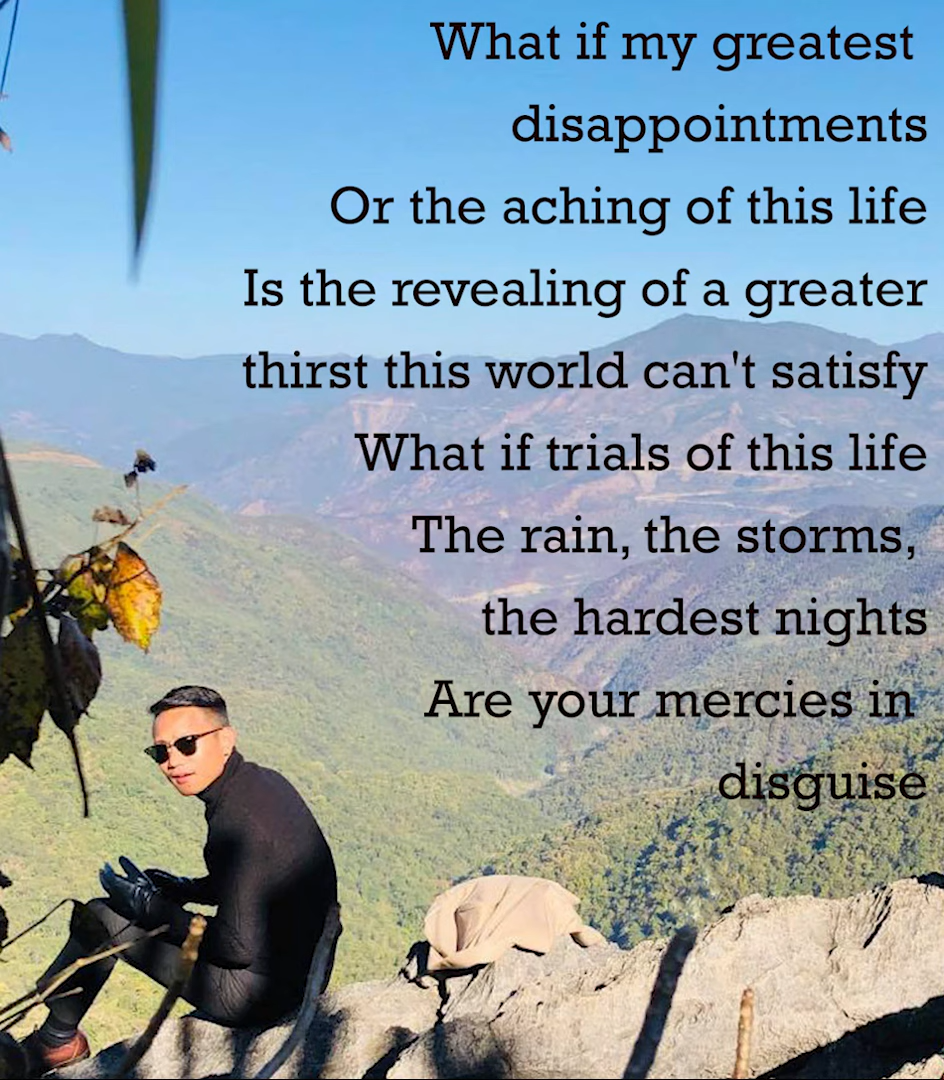 What if my greatest
disappointments
Or the aching of this life
Is the revealing of a greater
thirst this world can't satisfy
What if trials of this life
The rain, the storms,
the hardest nights
Are your mercies in
disguise